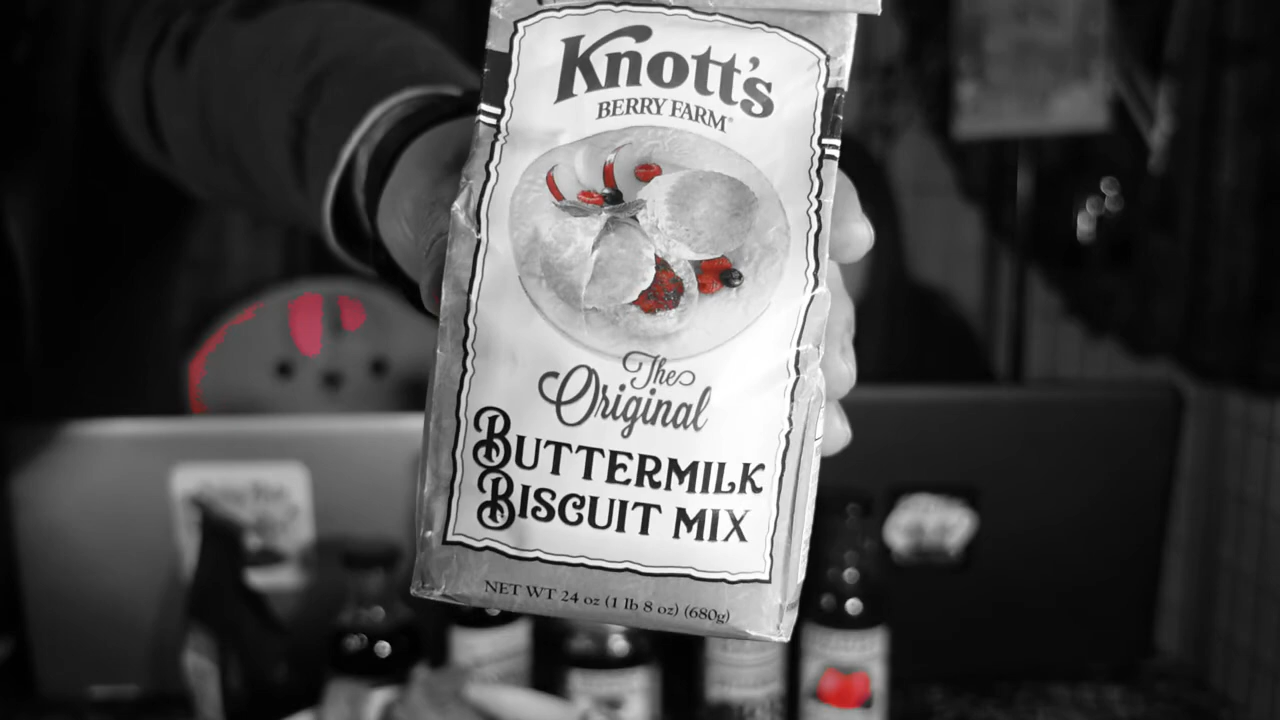 Knott's
BERRY FARM®
The
Original
BUTTERMILK
BISCUIT MIX
NET WT 24 oz (1 lb 8 oz) (680g)